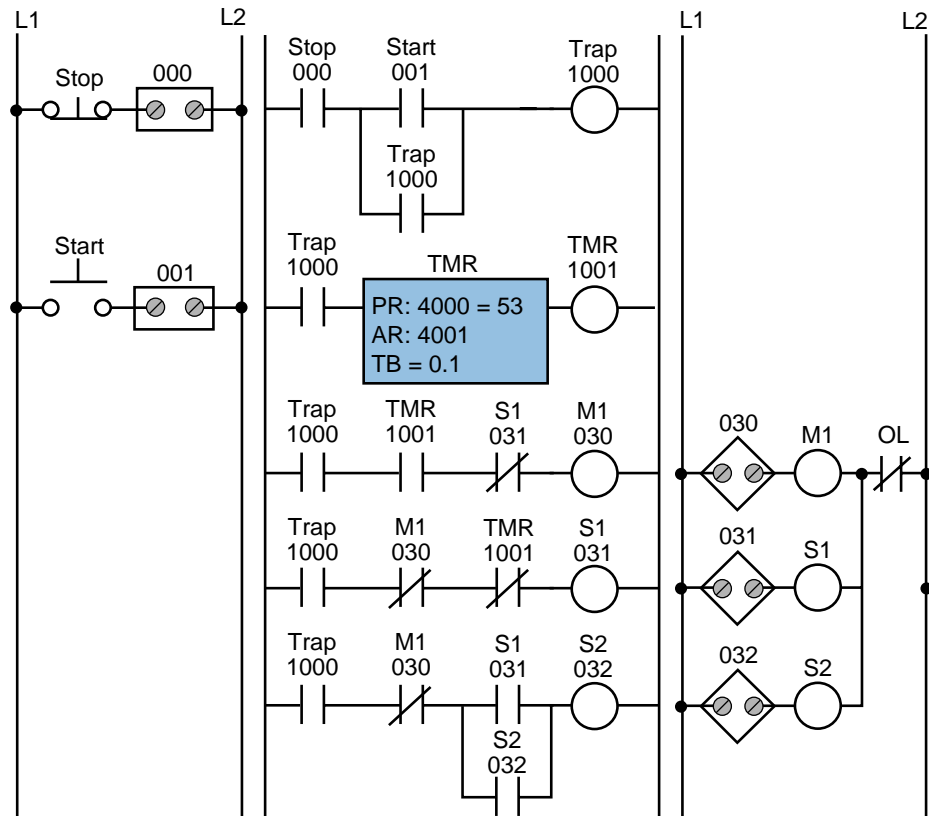 L1
L2
L1
L2
Stop
000
Stop
000
Start
001
Trap
1000
Trap
1000
Start
001
Trap
1000
TMR
PR: 4000 = 53
AR: 4001
TB = 0.1
TMR
1001
Trap
1000
TMR
1001
S1
031
M1
030
030
M1
OL
Trap
1000
M1
030
TMR
1001
S1
031
031
S1
Trap
1000
M1
030
S1
031
S2
032
S2
032
032
S2